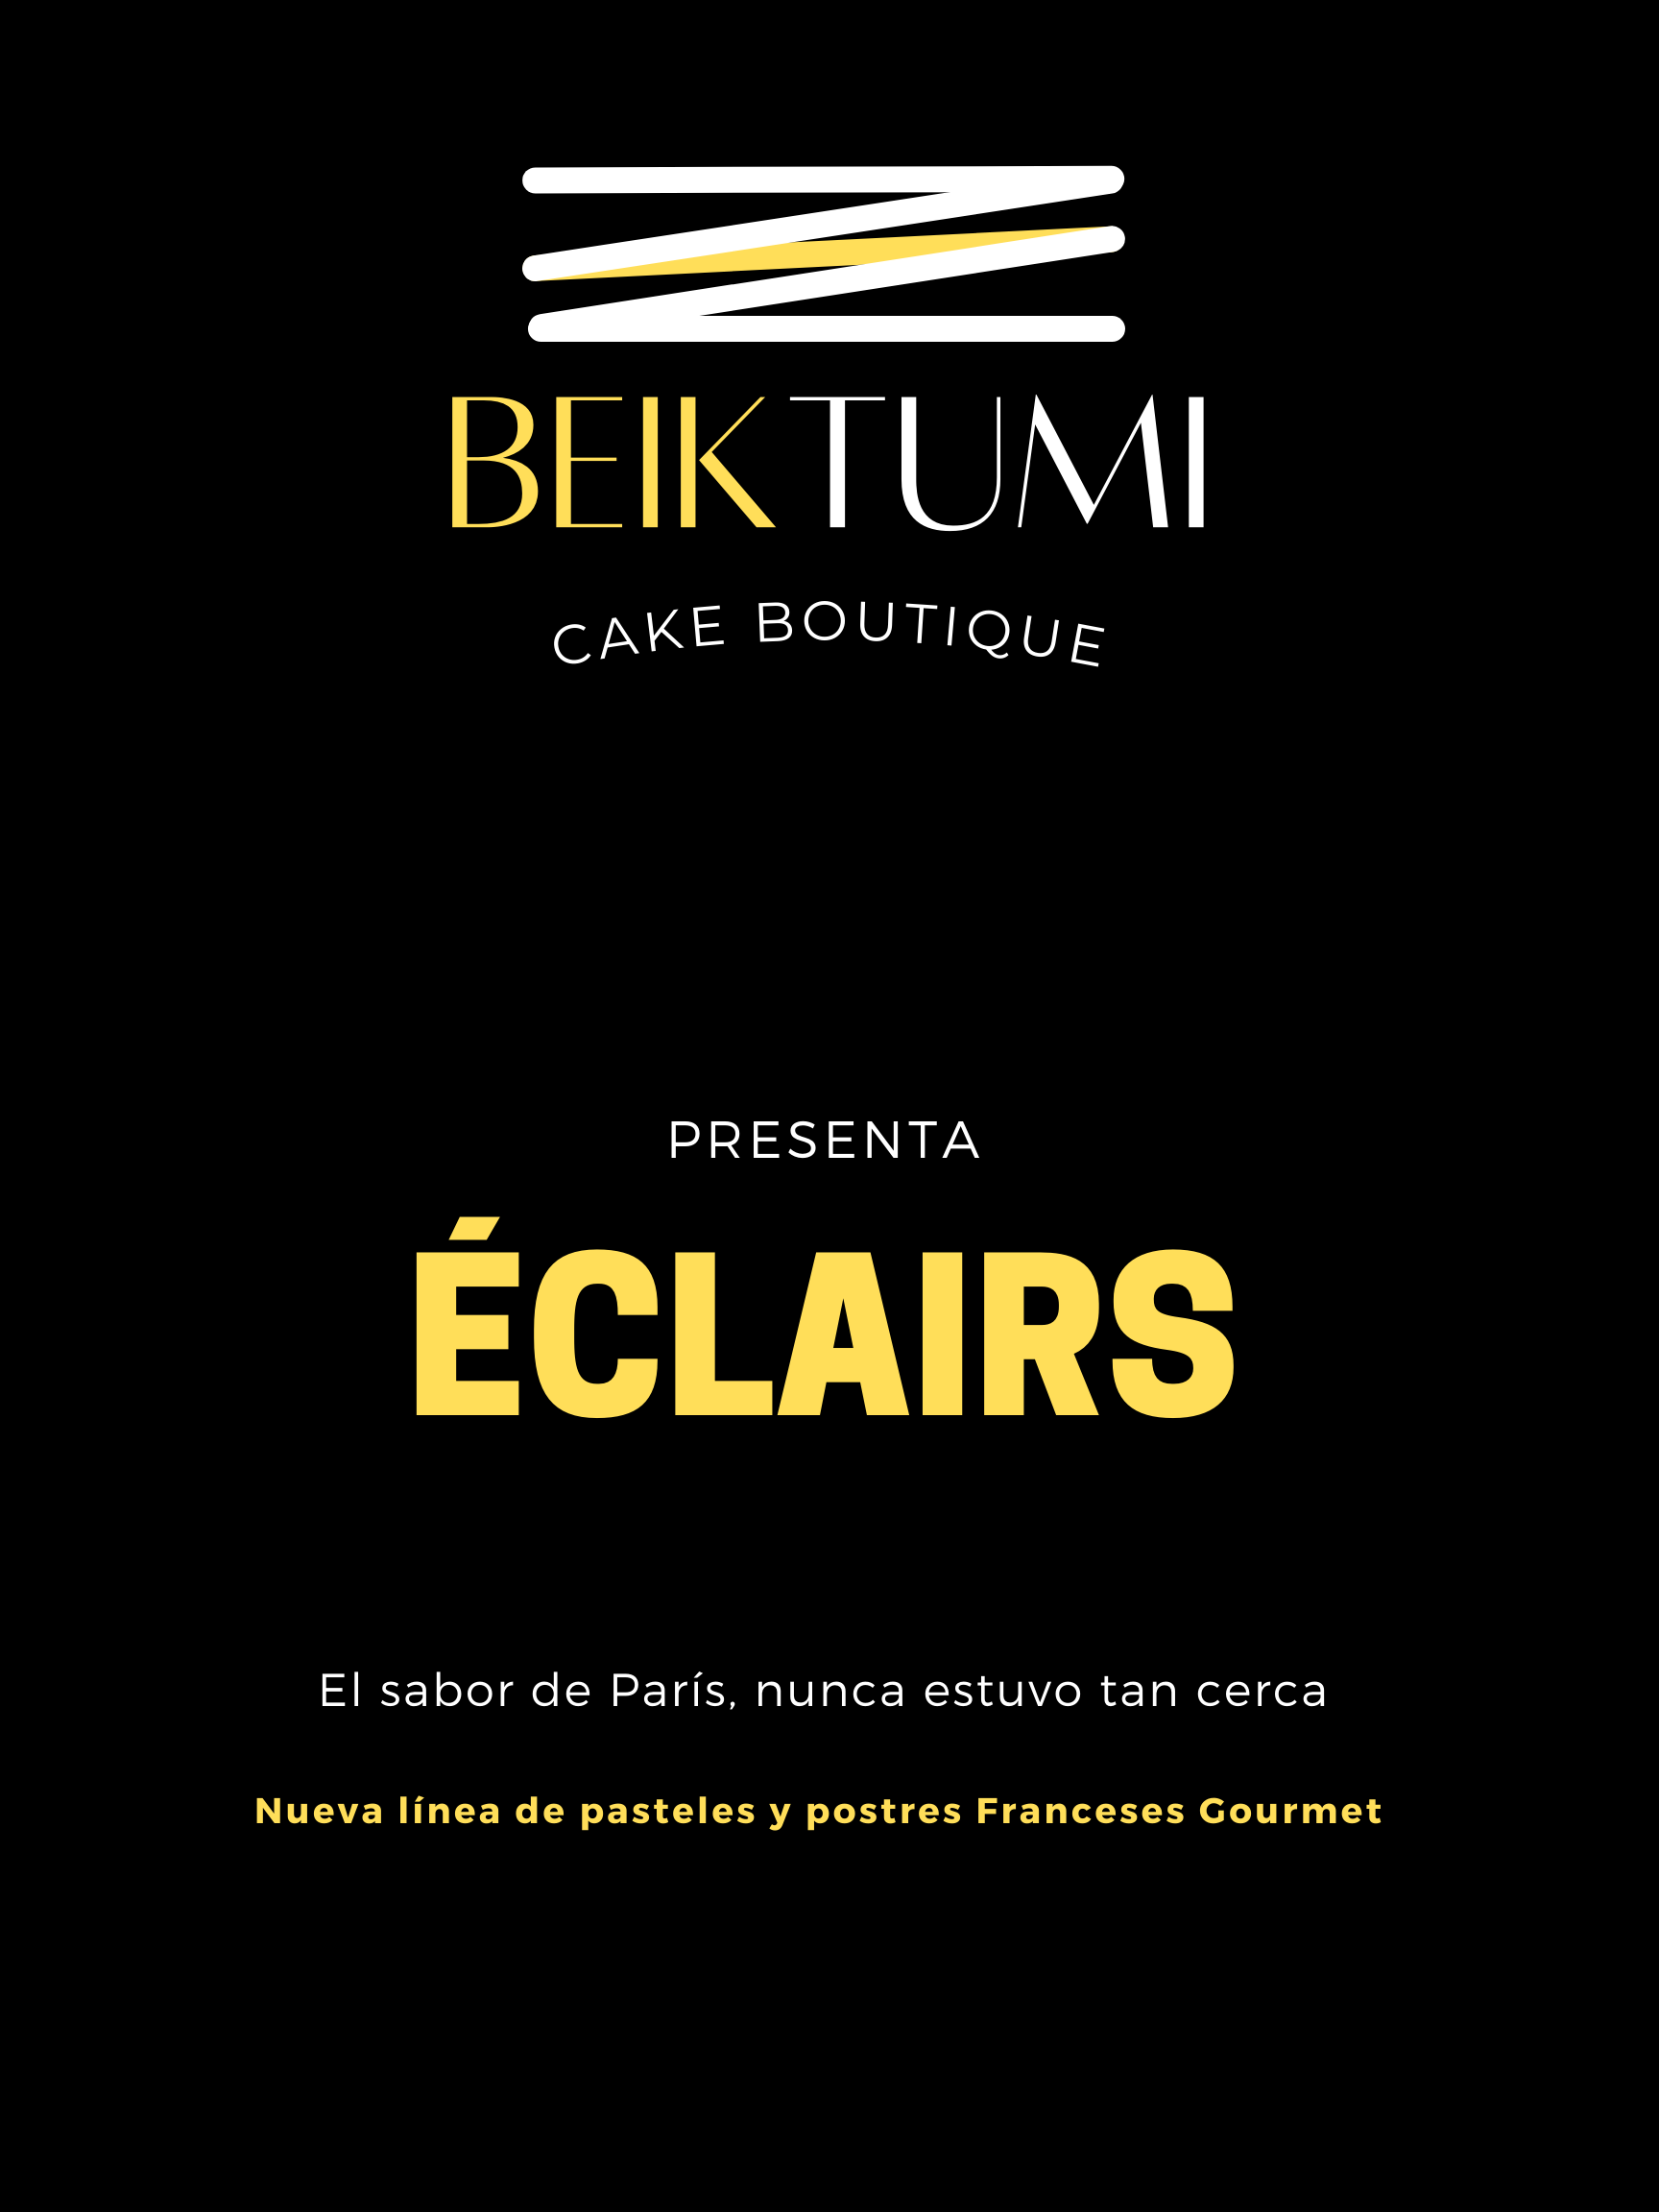 BEIKTUMI
CAKE BOUTIQUE
PRESENTA
ÉCLAIRS
El sabor de París, nunca estuvo tan cerca
Nueva línea de pasteles y postres Franceses Gourmet